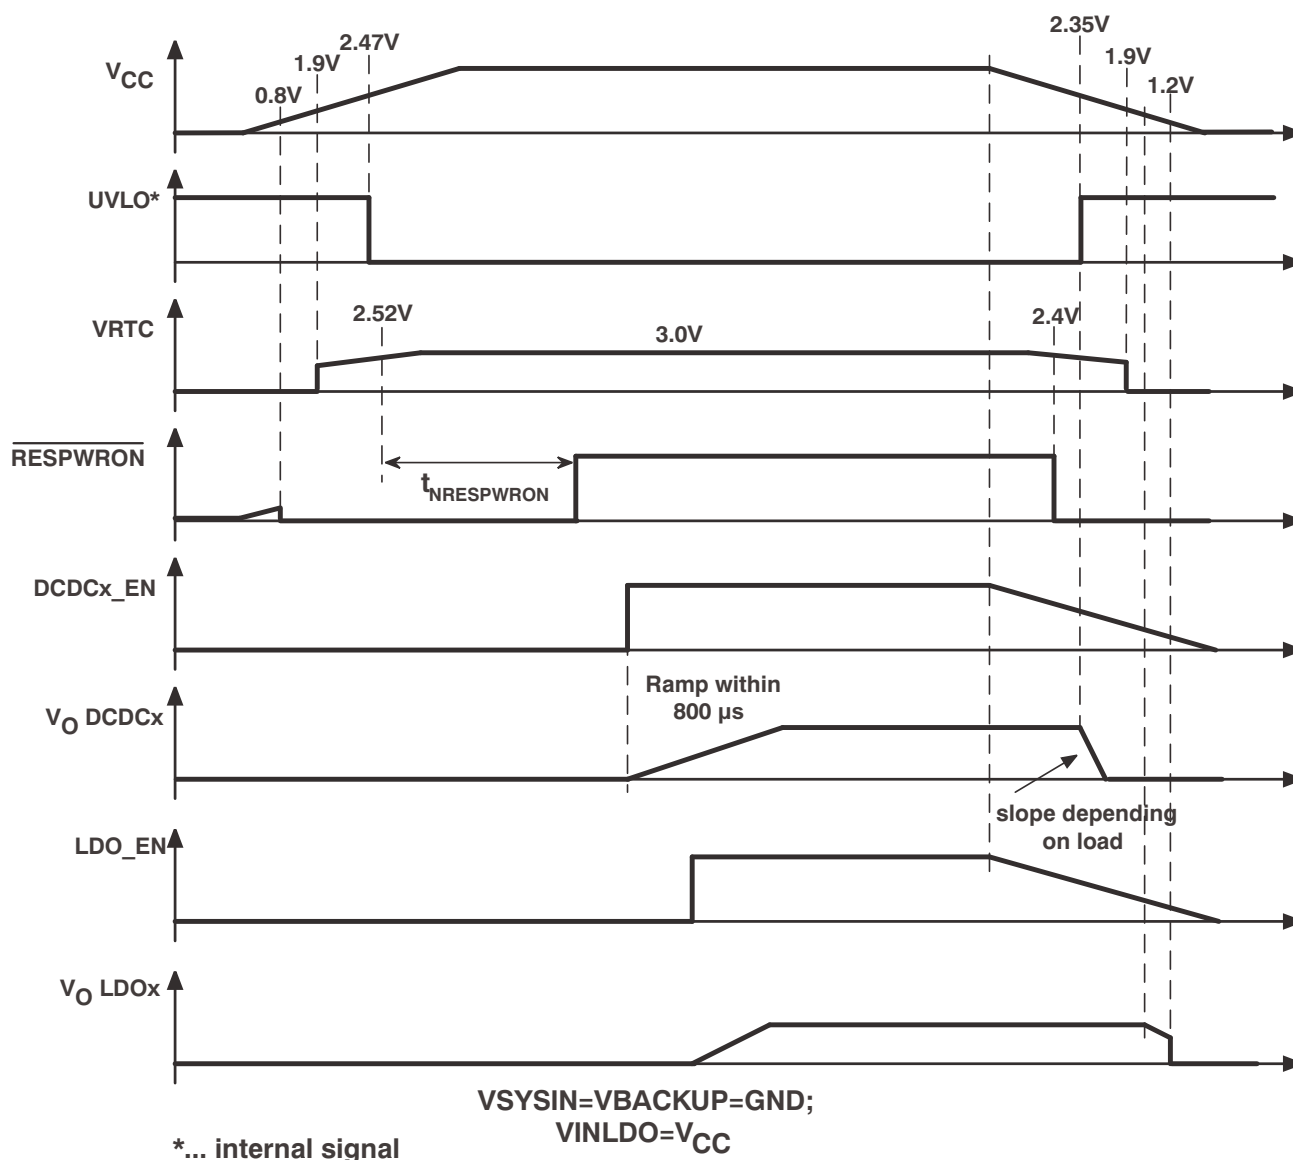 2.35V
2.47V
1.9V
1.9V
VCC
0.8V
1.2V
UVLO*
2.52V
VRTC
3.0V
2.4V
RESPWRON
tNRESPWRON
DCDCx_EN
Ramp within
800 µs
VO DCDCx
slope depending
on load
LDO_EN
VO LDOx
VSYSIN=VBACKUP=GND;
VINLDO=VCC
*... internal signal